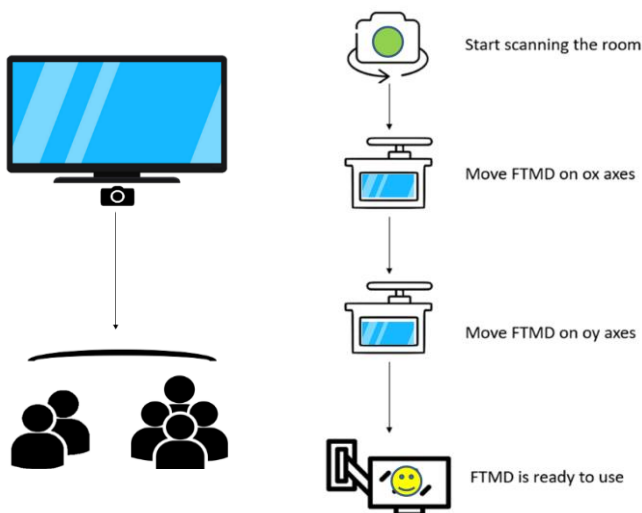 Start scanning the room
Move FTMD on ox axes
Move FTMD on oy axes
FTMD is ready to use